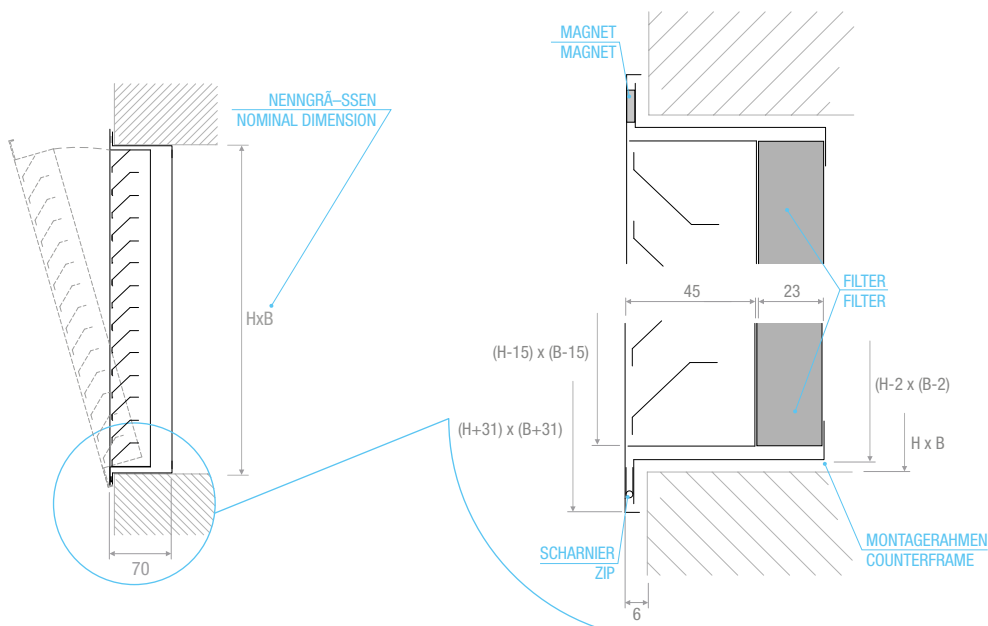 MAGNET
MAGNET
NENNGRÃ–SSEN
NOMINAL DIMENSION
HxB
70
45
23
FILTER
FILTER
(H-15) x (B-15)
(H+31) x (B+31)
(H-2 x (B-2)
H x B
SCHARNIER
ZIP
MONTAGERAHMEN
COUNTERFRAME
6